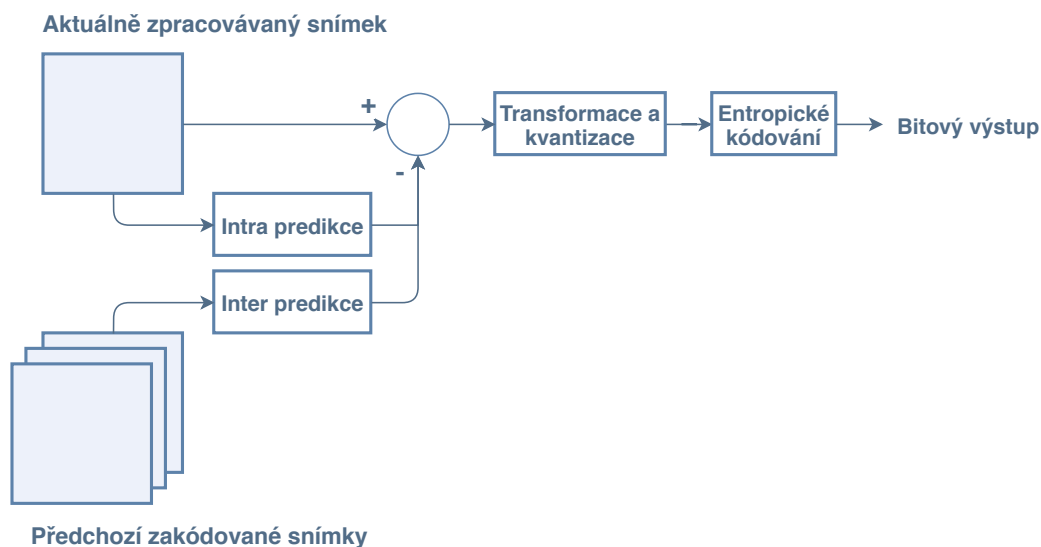 Aktuálně zpracovávaný snímek
+
-
Transformace a
kvantizace
Entropické
kódování
Bitový výstup
Intra predikce
Inter predikce
Předchozí zakódované snímky